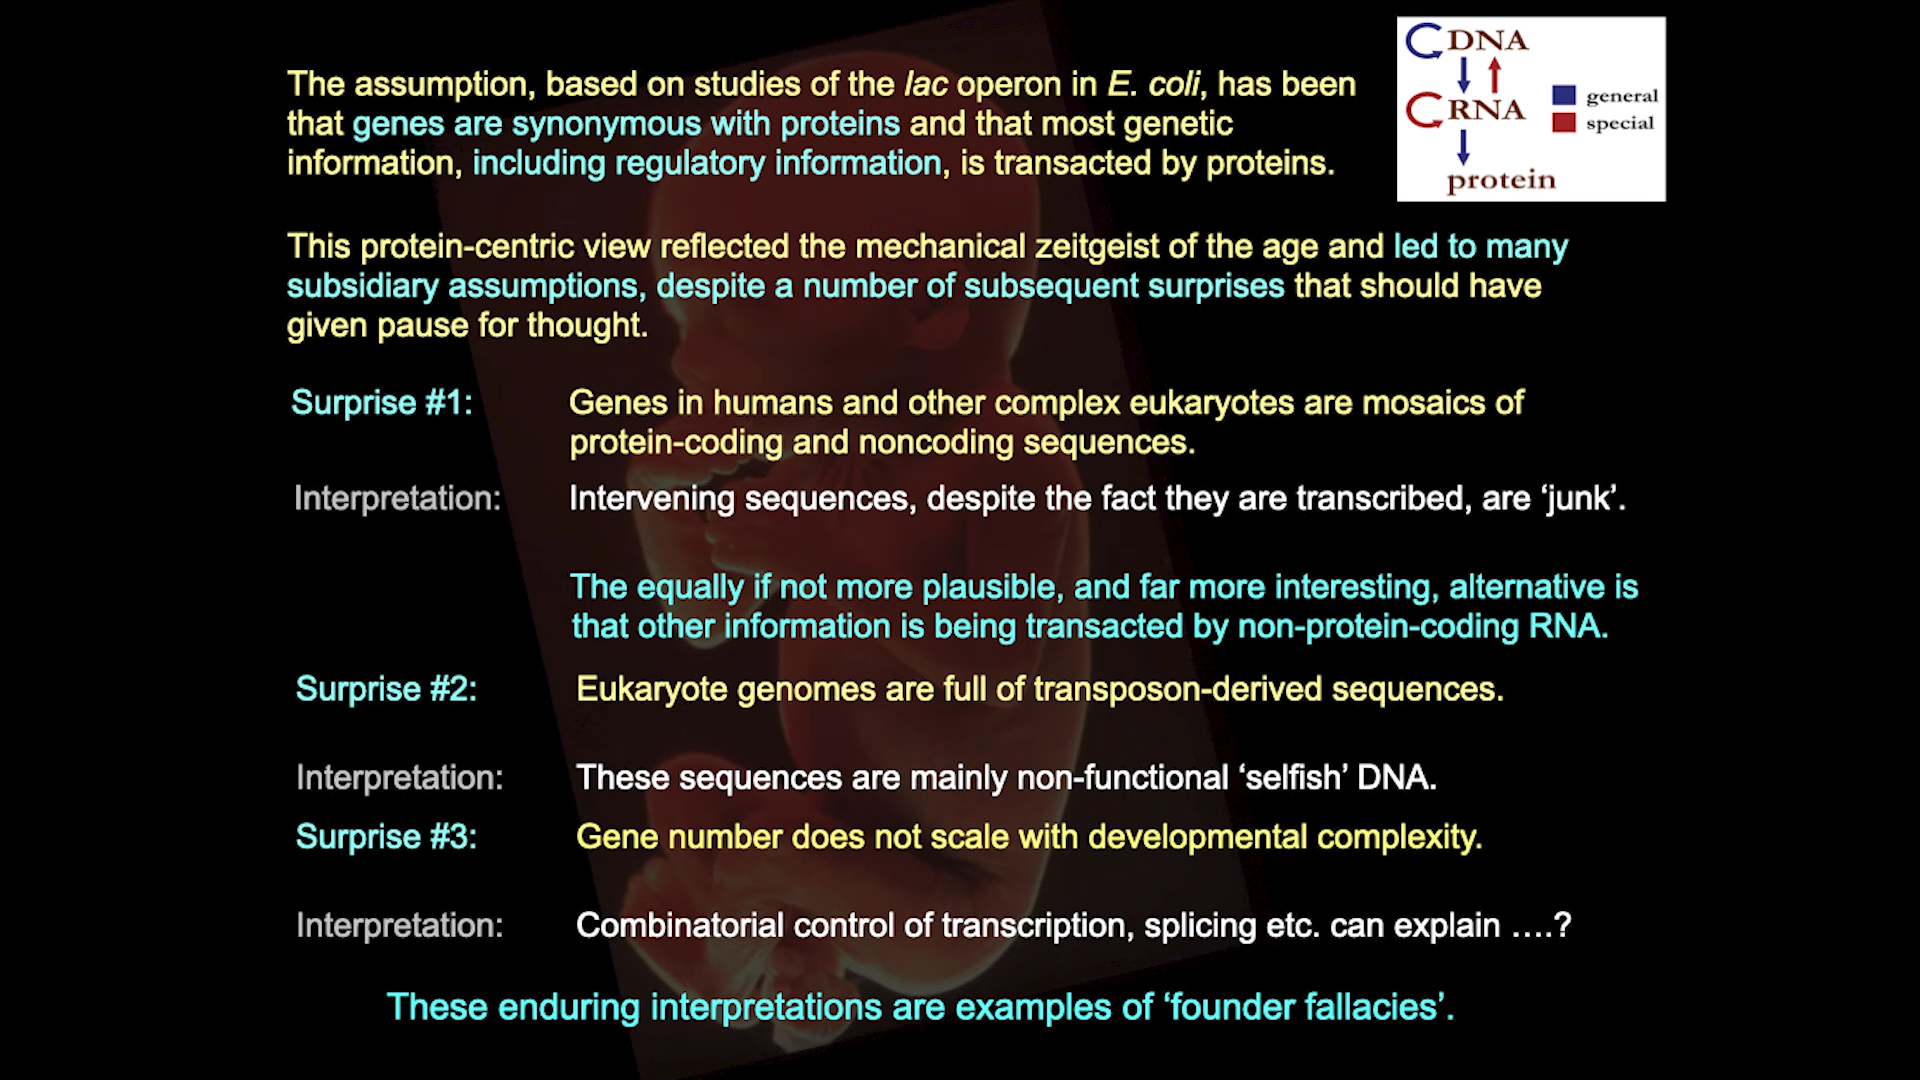 The assumption, based on studies of the lac operon in E. coli, has been
that genes are synonymous with proteins and that most genetic
information, including regulatory information, is transacted by proteins.
DNA
RNA
protein
general
special
This protein-centric view reflected the mechanical zeitgeist of the age and led to many
subsidiary assumptions, despite a number of subsequent surprises that should have
given pause for thought.
Surprise #1: Genes in humans and other complex eukaryotes are mosaics of
protein-coding and noncoding sequences.
Interpretation: Intervening sequences, despite the fact they are transcribed, are ‘junk’.
The equally if not more plausible, and far more interesting, alternative is
that other information is being transacted by non-protein-coding RNA.
Surprise #2: Eukaryote genomes are full of transposon-derived sequences.
Interpretation: These sequences are mainly non-functional ‘selfish’ DNA.
Surprise #3: Gene number does not scale with developmental complexity.
Interpretation: Combinatorial control of transcription, splicing etc. can explain ….?
These enduring interpretations are examples of ‘founder fallacies’.